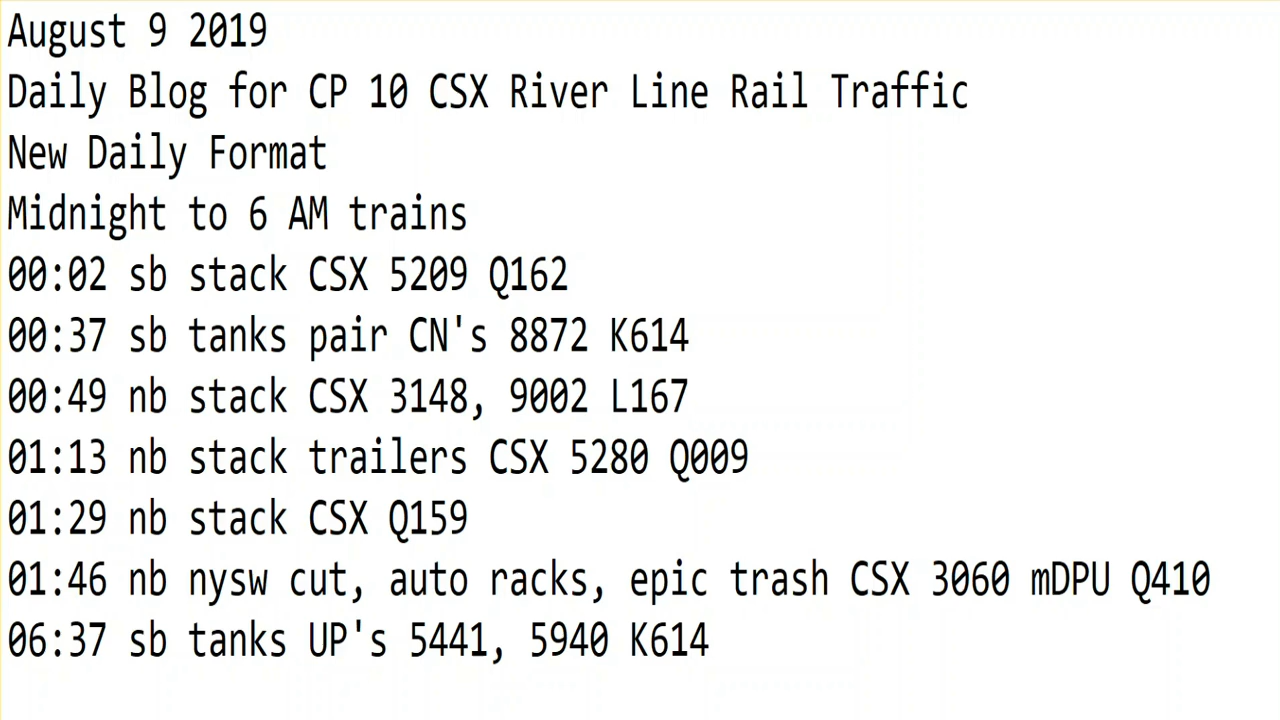 August 9 2019
Daily Blog for CP 10 CSX River Line Rail Traffic
New Daily Format
Midnight to 6 AM trains
00:02 sb stack CSX 5209 Q162
00:37 sb tanks pair CN's 8872 K614
00:49 nb stack CSX 3148, 9002 L167
01:13 nb stack trailers CSX 5280 Q009
01:29 nb stack CSX Q159
01:46 nb nysw cut, auto racks, epic trash CSX 3060 mDPU Q410
06:37 sb tanks UP's 5441, 5940 K614